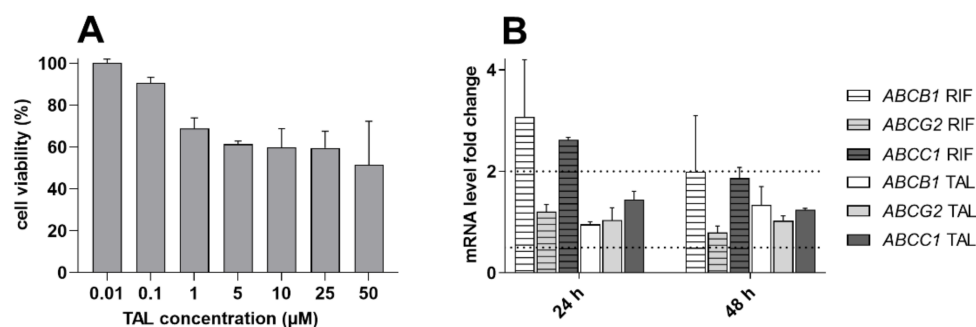 A
cell viability (%)
100
80
60
40
20
0
0.01 0.1 1 5 10 25 50
TAL concentration (µM)
B
mRNA level fold change
4
2
0
24 h 48 h
ABCB1 RIF
ABCG2 RIF
ABCC1 RIF
ABCB1 TAL
ABCG2 TAL
ABCC1 TAL